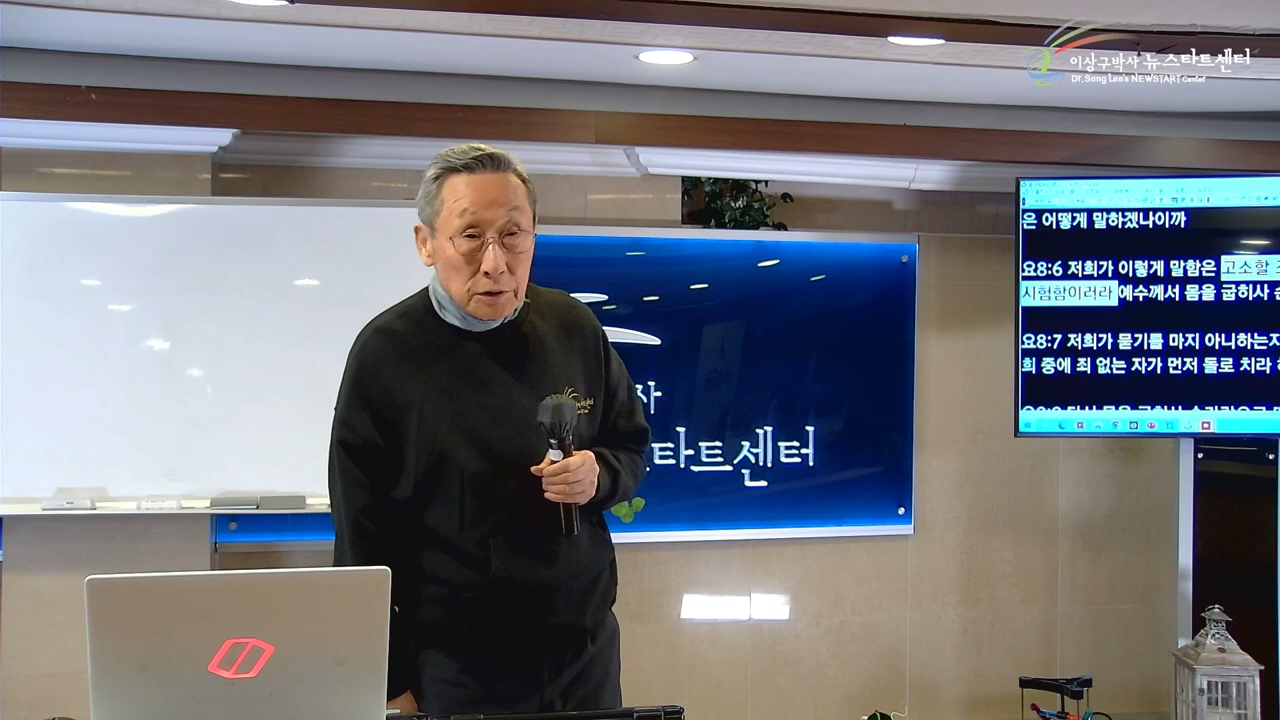 이상구박사 뉴스타트센터
Dr. Sang Lee's NEWSTART Center
은 어떻게 말하겠나이까
요8:6 저희가 이렇게 말함은 고소할
시험함이러라 예수께서 몸을 굽히사
요8:7 저희가 묻기를 마지 아니하는지
희 중에 죄 없는 자가 먼저 돌로 치라
사
타트센터